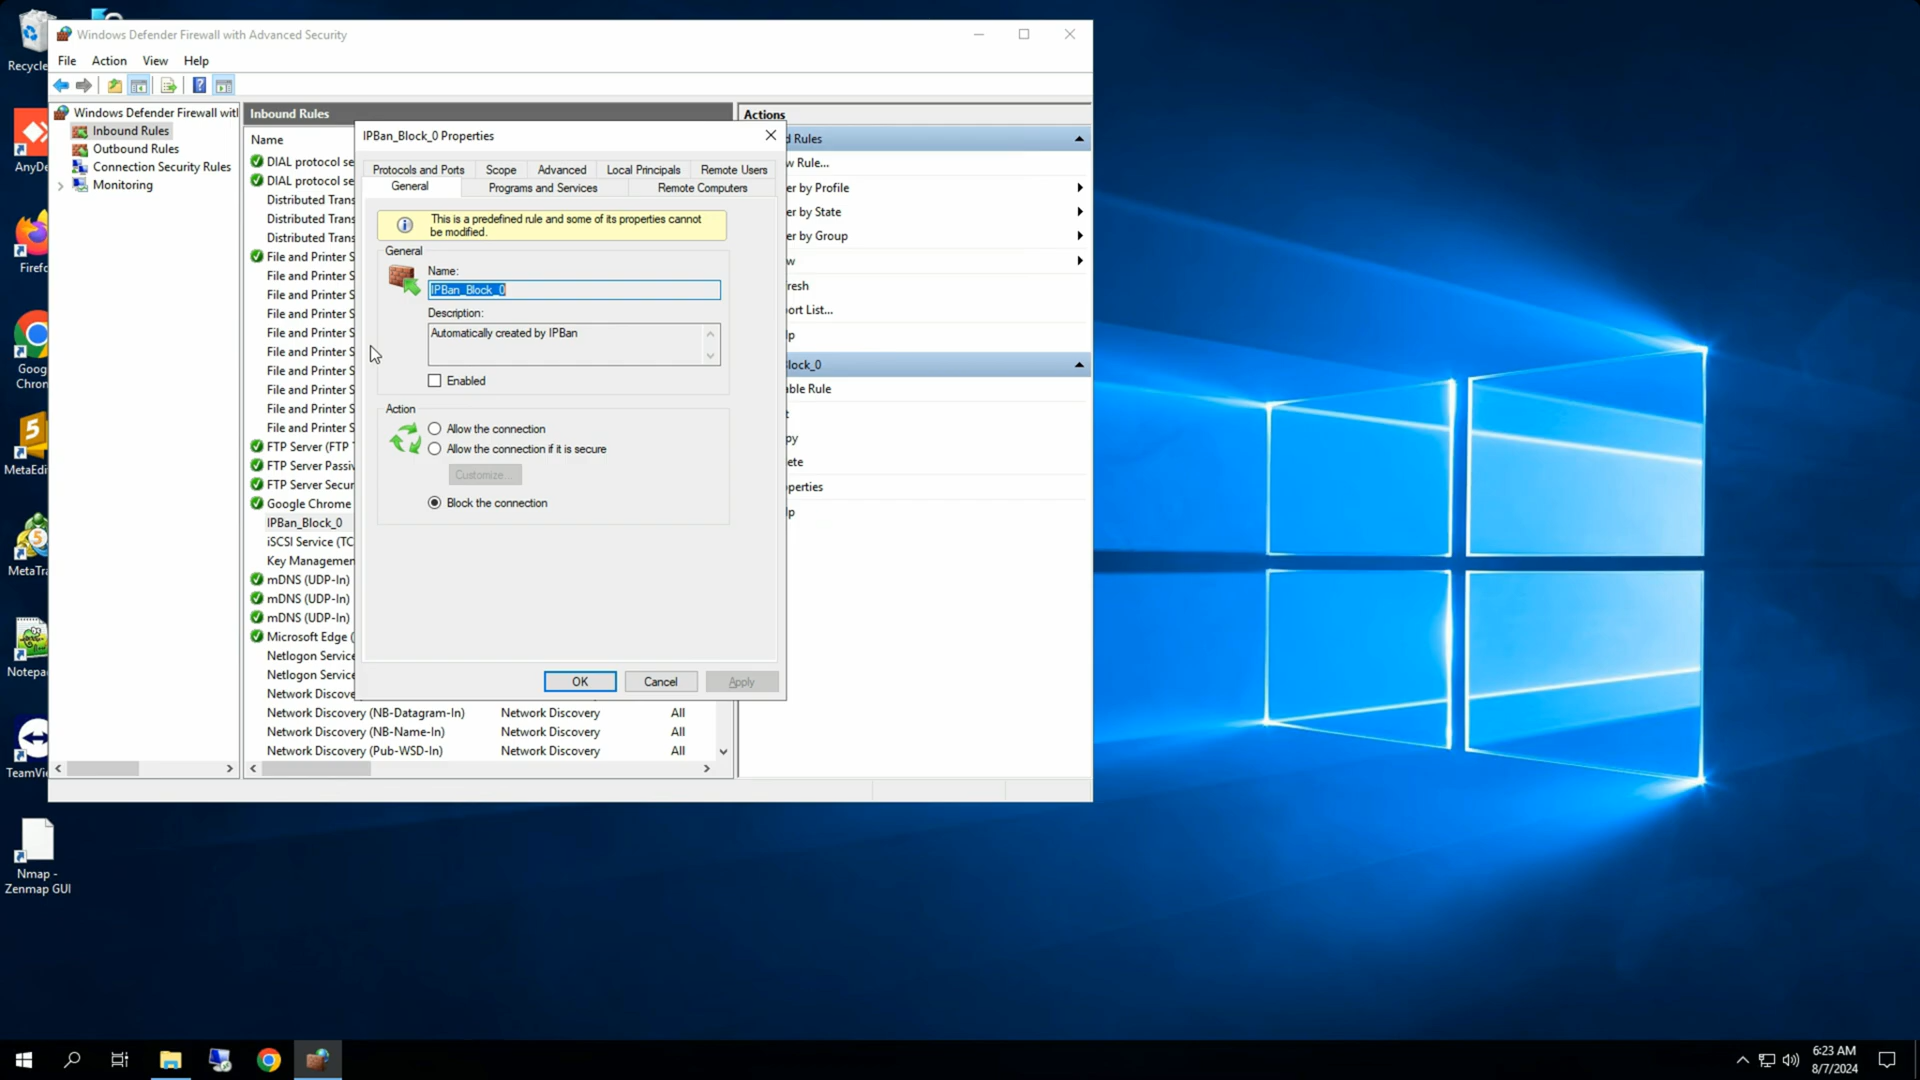 Recycle
AnyDe
Firefo
Goog
Chron
MetaEdi
MetaTra
Notepa
TeamVi
Nmap -
Zenmap GUI
Windows Defender Firewall with Advanced Security
File Action View Help
Windows Defender Firewall witl
Inbound Rules
Outbound Rules
Connection Security Rules
Monitoring
Inbound Rules
Name
DIAL protocol se
DIAL protocol se
Distributed Trans
Distributed Trans
Distributed Trans
File and Printer S
File and Printer S
File and Printer S
File and Printer S
File and Printer S
File and Printer S
File and Printer S
File and Printer S
File and Printer S
File and Printer S
FTP Server (FTP T
FTP Server Passiv
FTP Server Secur
Google Chrome
IPBan_Block_0
iSCSI Service (TC
Key Managemen
mDNS (UDP-In)
mDNS (UDP-In)
mDNS (UDP-In)
Microsoft Edge (
Netlogon Service
Netlogon Service
Network Discove
Network Discovery (NB-Datagram-In) Network Discovery All
Network Discovery (NB-Name-In) Network Discovery All
Network Discovery (Pub-WSD-In) Network Discovery All
IPBan_Block_0 Properties
Protocols and Ports Scope Advanced Local Principals Remote Users
General Programs and Services Remote Computers
This is a predefined rule and some of its properties cannot
be modified.
General
Name:
IPBan_Block_0
Description:
Automatically created by IPBan
Enabled
Action
Allow the connection
Allow the connection if it is secure
Customize...
Block the connection
OK Cancel Apply
Actions
d Rules
w Rule...
er by Profile
er by State
er by Group
w
resh
ort List...
lp
lock_0
able Rule
t
py
ete
perties
lp
6:23 AM
8/7/2024